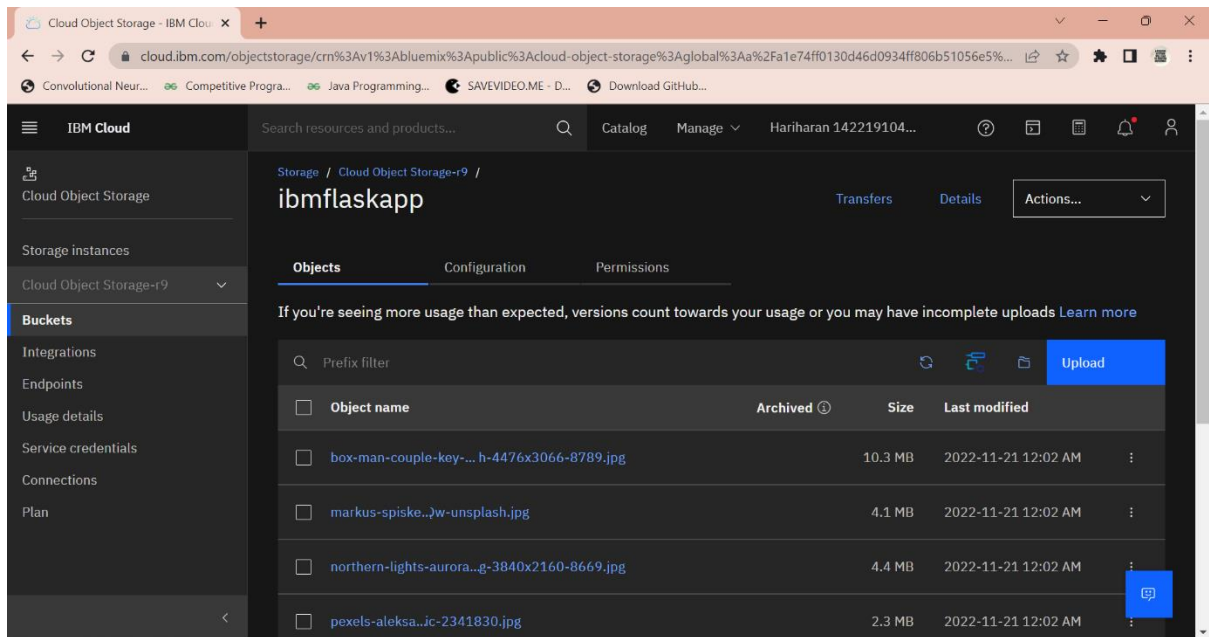 Cloud Object Storage - IBM Clou
cloud.ibm.com/objectstorage/crn%3Av1%3Abluemix%3Apublic%3Acloud-object-storage%3Aglobal%3Aa%2Fa1e74ff0130d46d0934ff806b51056e5%...
Convolutional Neur... Competitive Progra... Java Programming... SAVEVIDEO.ME - D... Download GitHub...
IBM Cloud Search resources and products... Catalog Manage Hariharan 142219104...
Cloud Object Storage
Storage instances
Cloud Object Storage-r9
Buckets
Integrations
Endpoints
Usage details
Service credentials
Connections
Plan
Storage / Cloud Object Storage-r9 /
ibmflaskapp Transfers Details Actions...
Objects Configuration Permissions
If you're seeing more usage than expected, versions count towards your usage or you may have incomplete uploads Learn more
Prefix filter Upload
Object name Archived Size Last modified
box-man-couple-key-... h-4476x3066-8789.jpg 10.3 MB 2022-11-21 12:02 AM
markus-spiske...)w-unsplash.jpg 4.1 MB 2022-11-21 12:02 AM
northern-lights-aurora...g-3840x2160-8669.jpg 4.4 MB 2022-11-21 12:02 AM
pexels-aleksa...ic-2341830.jpg 2.3 MB 2022-11-21 12:02 AM